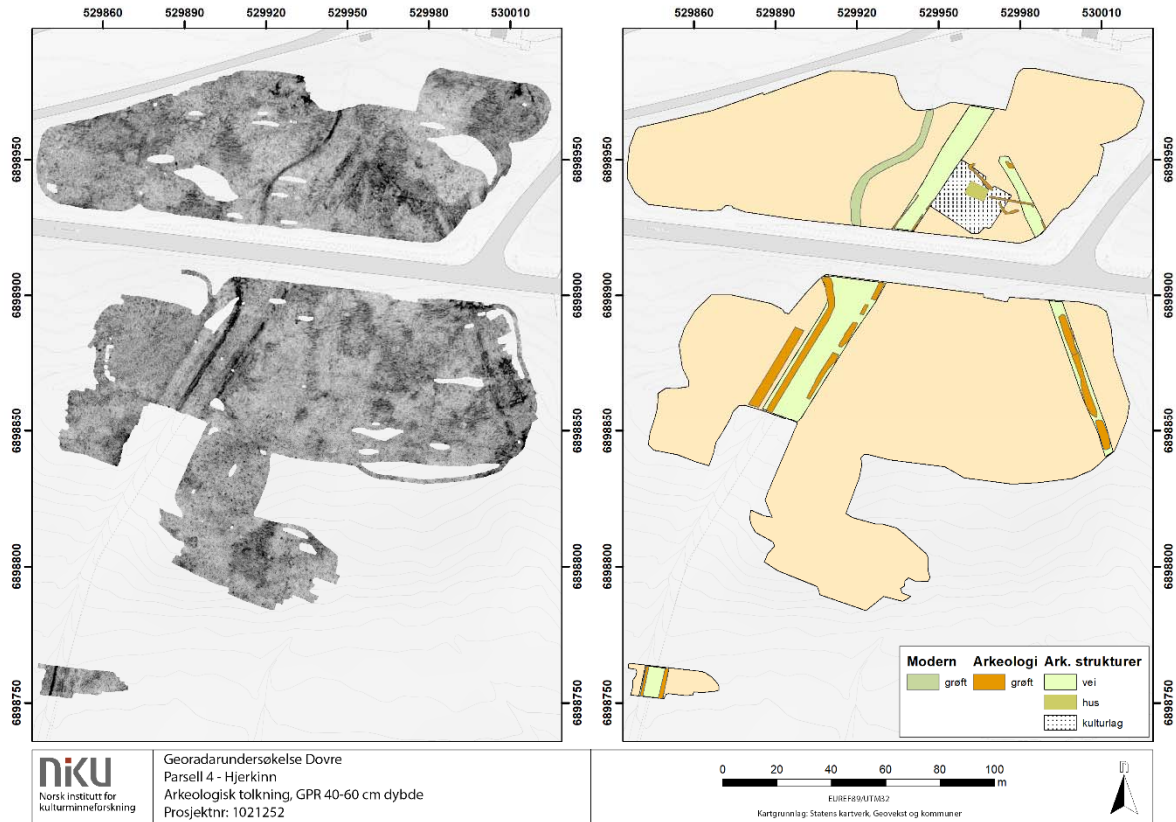 529860 529890 529920 529950 529980 530010
529860 529890 529920 529950 529980 530010
6898950
6898900
6898850
6898800
6898750
6898950
6898900
6898850
6898800
6898750
6898950
6898900
6898850
6898800
6898750
Modern Arkeologi Ark. strukturer
grøft grøft vei
hus
kulturlag
NIKU
Norsk institutt for
kulturminneforskning
Georadarundersøkelse Dovre
Parsell 4 - Hjerkinn
Arkeologisk tolkning, GPR 40-60 cm dybde
Prosjektnr: 1021252
0 20 40 60 80 100
m
EUREF89/UTM32
Kartgrunnlag: Statens kartverk, Geovekst og kommuner